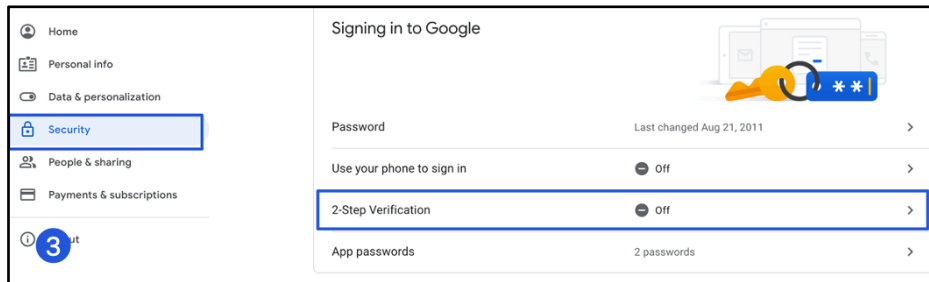 Home
Personal info
Data & personalization
Security
People & sharing
Payments & subscriptions
3 ut
Signing in to Google
**
Password Last changed Aug 21, 2011
Use your phone to sign in Off
2-Step Verification Off
App passwords 2 passwords